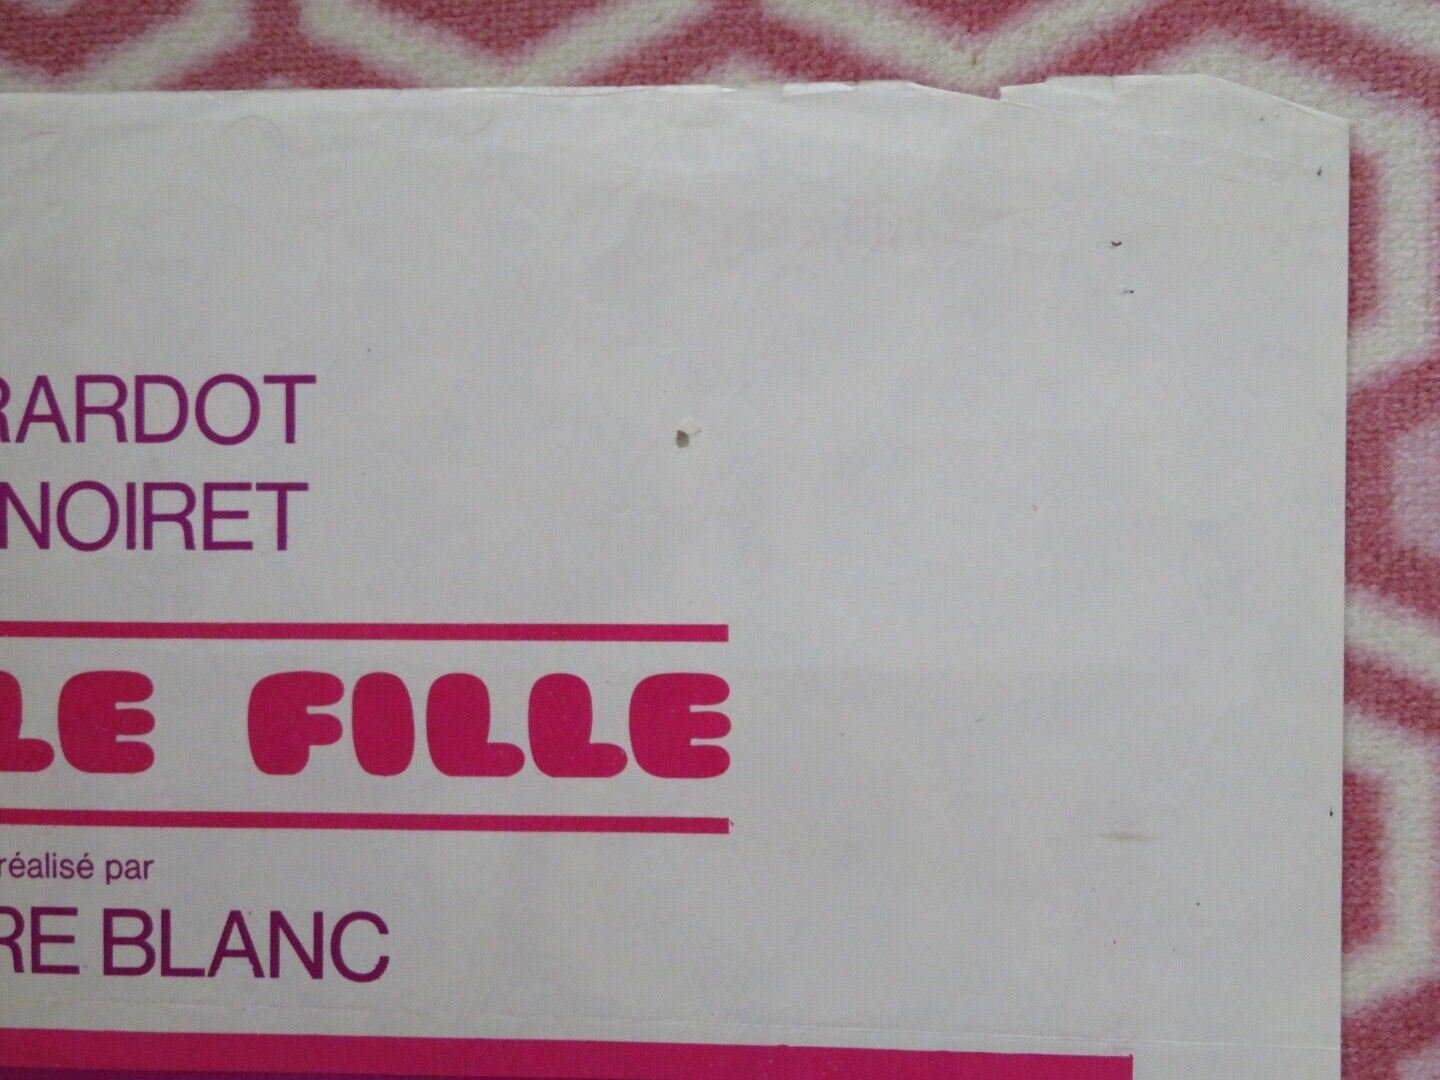 RARDOT
NOIRET
LE FILLE
réalisé par
RE BLANC